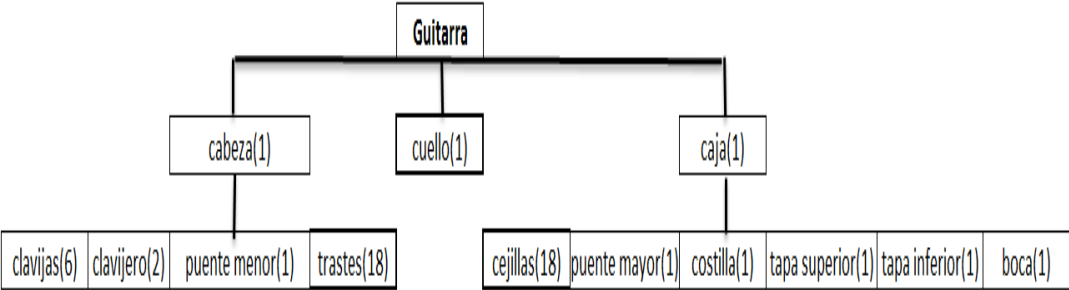 Guitarra
cabeza(1) cuello(1) caja(1)
clavijas(6) clavijero(2) puente menor(1) trastes(18) cejillas(18) puente mayor(1) costilla(1) tapa superior(1) tapa inferior(1) boca(1)